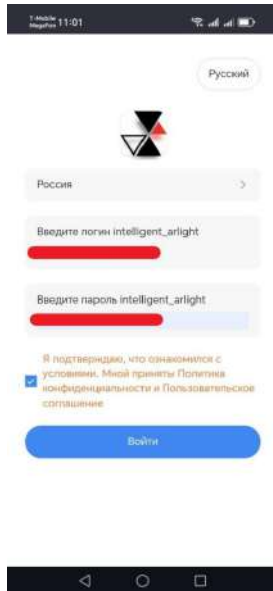 T-Mobile
MegaFon 11:01
Русский
Россия
Введите логин intelligent_arlight
Введите пароль intelligent_arlight
Я подтверждаю, что ознакомился с
условиями. Мной приняты Политика
конфиденциальности и Пользовательское
соглашение
Войти